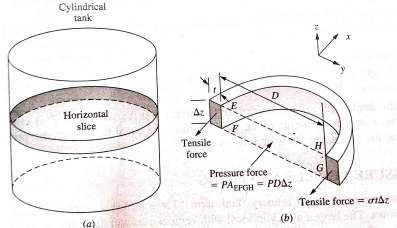 Cylindrical
tank
Horizontal
slice
(a)
z
x
y
t
D
Δz
E
F
H
G
Tensile
force
Pressure force
= PA_EFGH = PDΔz
Tensile force = σtΔz
(b)